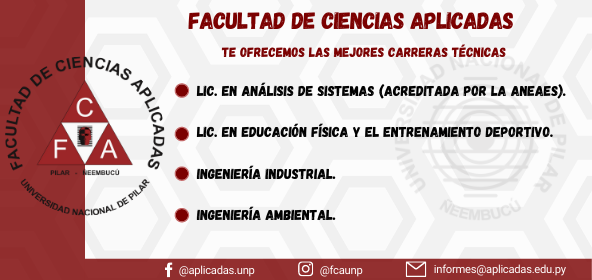 FACULTAD DE CIENCIAS APLICADAS
TE OFRECEMOS LAS MEJORES CARRERAS TÉCNICAS
FACULTAD DE CIENCIAS APLICADAS
C
F A
PILAR - NEEMBUCÚ
UNIVERSIDAD NACIONAL DE PILAR
UNIVERSIDAD NACIONAL DE PILAR
ÑEEMBUCÚ
LIC. EN ANÁLISIS DE SISTEMAS (ACREDITADA POR LA ANEAES).
LIC. EN EDUCACIÓN FÍSICA Y EL ENTRENAMIENTO DEPORTIVO.
INGENIERÍA INDUSTRIAL.
INGENIERÍA AMBIENTAL.
@aplicadas.unp
@fcaunp
informes@aplicadas.edu.py